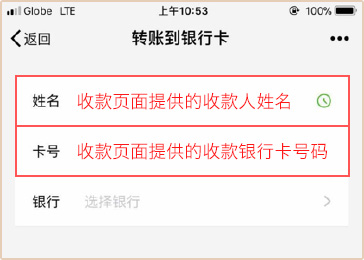 Globe LTE 上午10:53 100%
返回 转账到银行卡
姓名 收款页面提供的收款人姓名
卡号 收款页面提供的收款银行卡号码
银行 选择银行